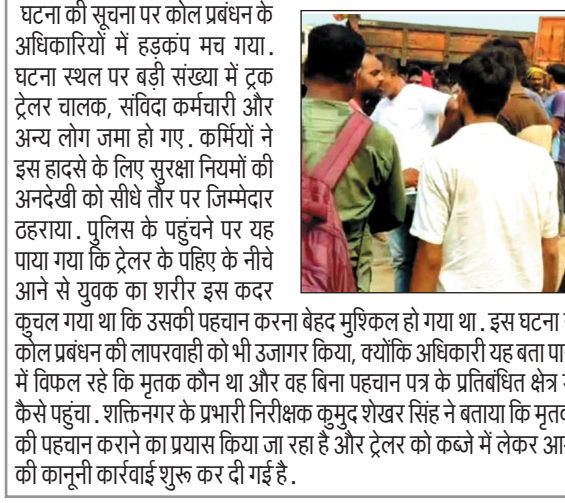 घटना की सूचना पर कोल प्रबंधन के
अधिकारियों में हड़कंप मच गया.
घटना स्थल पर बड़ी संख्या में ट्रक
ट्रेलर चालक, संविदा कर्मचारी और
अन्य लोग जमा हो गए. कर्मियों ने
इस हादसे के लिए सुरक्षा नियमों की
अनदेखी को सीधे तौर पर जिम्मेदार
ठहराया. पुलिस के पहुंचने पर यह
पाया गया कि ट्रेलर के पहिए के नीचे
आने से युवक का शरीर इस कदर
कुचल गया था कि उसकी पहचान करना बेहद मुश्किल हो गया था. इस घटना
कोल प्रबंधन की लापरवाही को भी उजागर किया, क्योंकि अधिकारी यह बता
में विफल रहे कि मृतक कौन था और वह बिना पहचान पत्र के प्रतिबंधित क्षेत्र
कैसे पहुंचा. शक्तिनगर के प्रभारी निरीक्षक कुमुद शेखर सिंह ने बताया कि
की पहचान कराने का प्रयास किया जा रहा है और ट्रेलर को कब्जे में लेकर
की कानूनी कार्रवाई शुरू कर दी गई है.